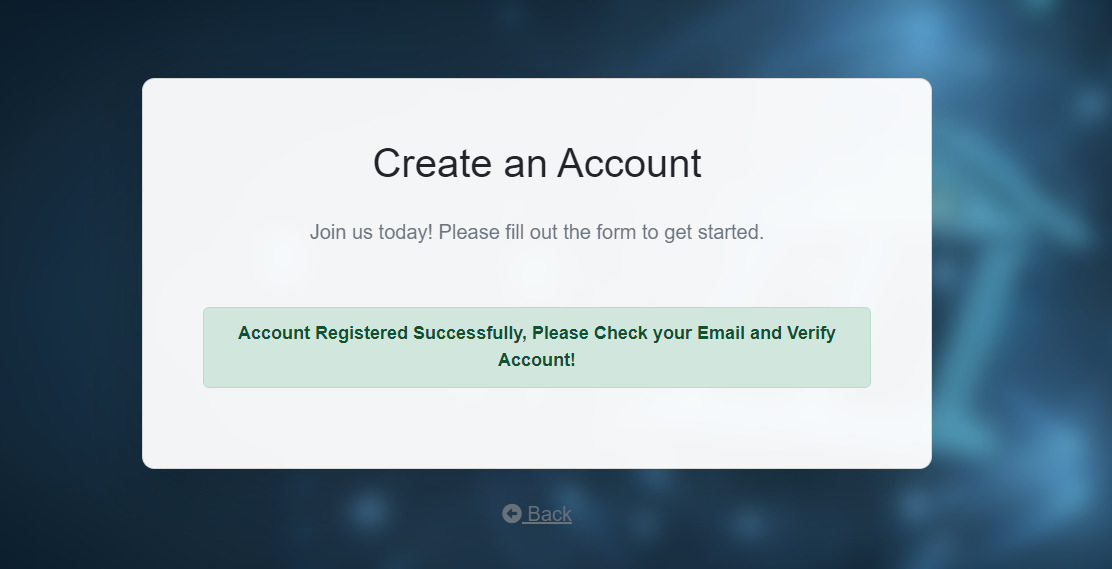 Create an Account
Join us today! Please fill out the form to get started.
Account Registered Successfully, Please Check your Email and Verify
Account!
Back